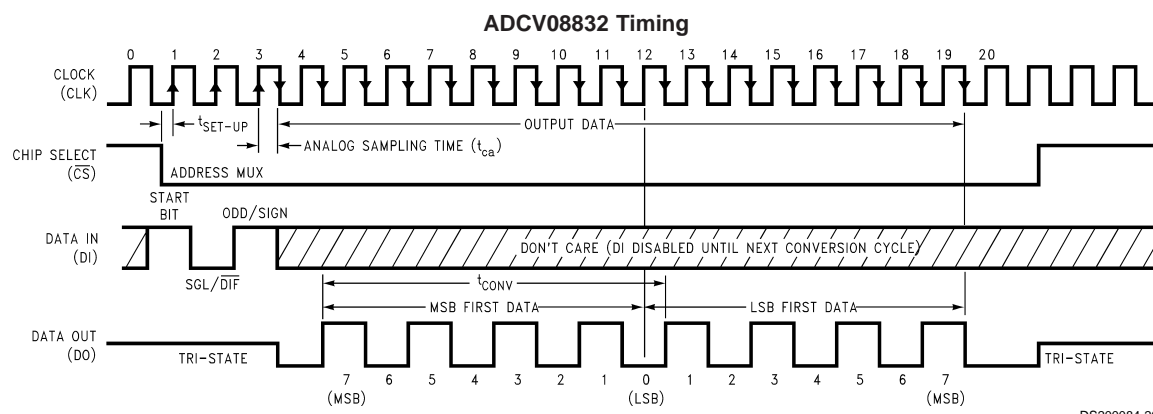 ADCV08832 Timing
0 1 2 3 4 5 6 7 8 9 10 11 12 13 14 15 16 17 18 19 20
CLOCK
(CLK)
tSET-UP
OUTPUT DATA
ANALOG SAMPLING TIME (tca)
CHIP SELECT
(CS)
ADDRESS MUX
START
BIT
ODD/SIGN
DATA IN
(DI)
DON'T CARE (DI DISABLED UNTIL NEXT CONVERSION CYCLE)
SGL/DIF
tCONV
MSB FIRST DATA
LSB FIRST DATA
DATA OUT
(DO)
TRI-STATE
TRI-STATE
7 6 5 4 3 2 1 0 1 2 3 4 5 6 7
(MSB) (LSB) (MSB)